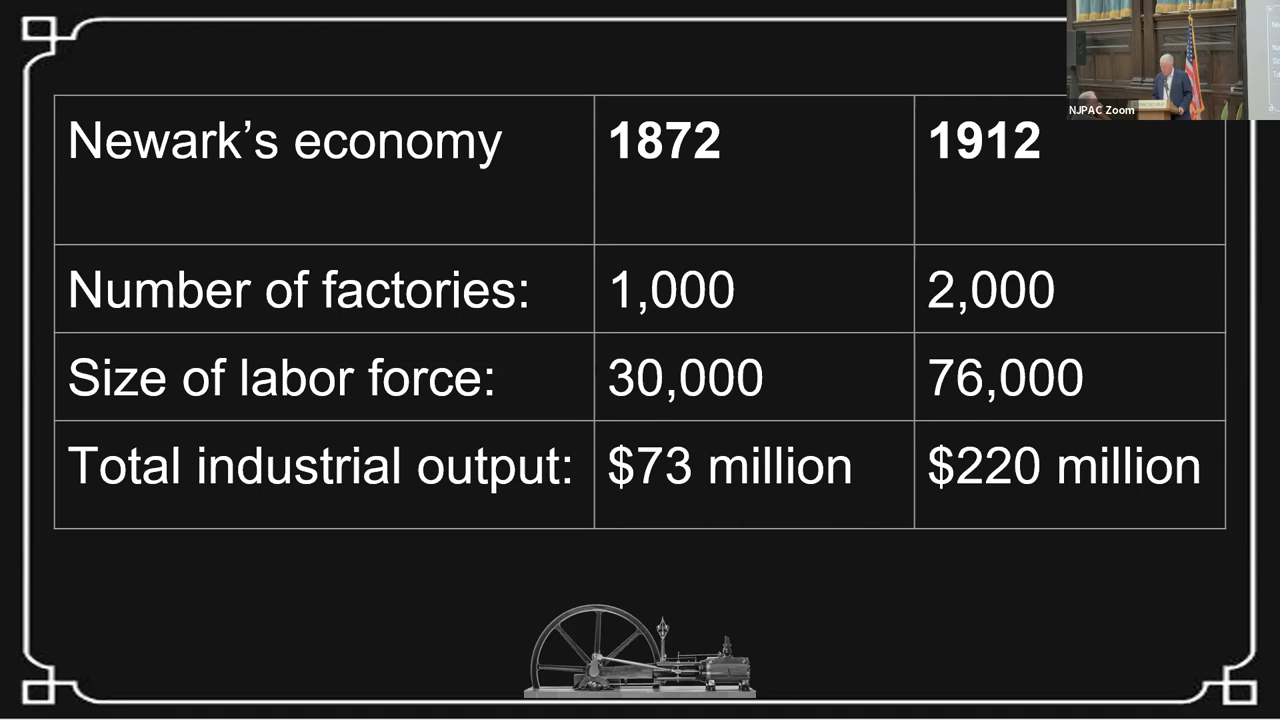 NJPAC Zoom
Newark’s economy 1872 1912
Number of factories: 1,000 2,000
Size of labor force: 30,000 76,000
Total industrial output: $73 million $220 million